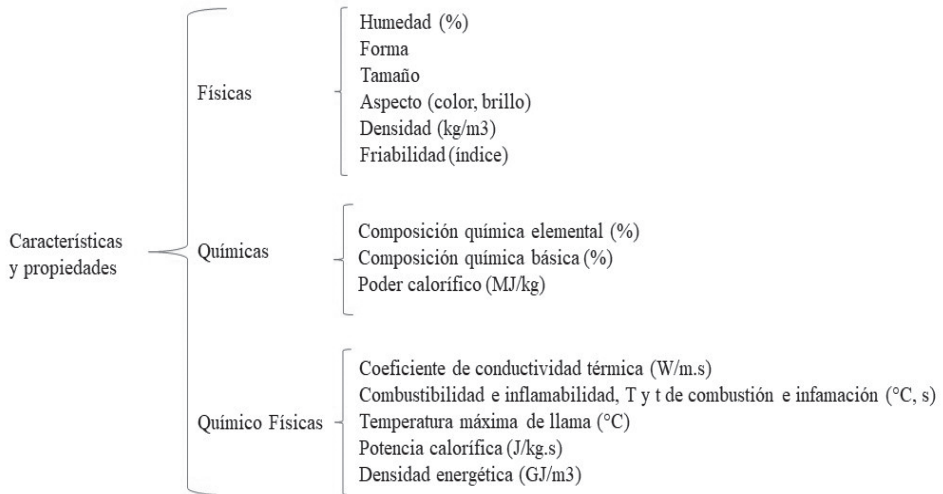 Características
y propiedades
Físicas
Humedad (%)
Forma
Tamaño
Aspecto (color, brillo)
Densidad (kg/m3)
Friabilidad (índice)
Químicas
Composición química elemental (%)
Composición química básica (%)
Poder calorífico (MJ/kg)
Químico Físicas
Coeficiente de conductividad térmica (W/m.s)
Combustibilidad e inflamabilidad, T y t de combustión e infamación (°C, s)
Temperatura máxima de llama (°C)
Potencia calorífica (J/kg.s)
Densidad energética (GJ/m3)